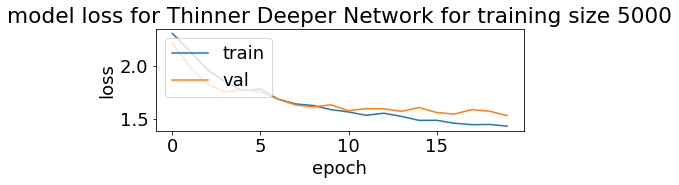 model loss for Thinner Deeper Network for training size 5000
train
val
2.0
1.5
loss
0 5 10 15
epoch